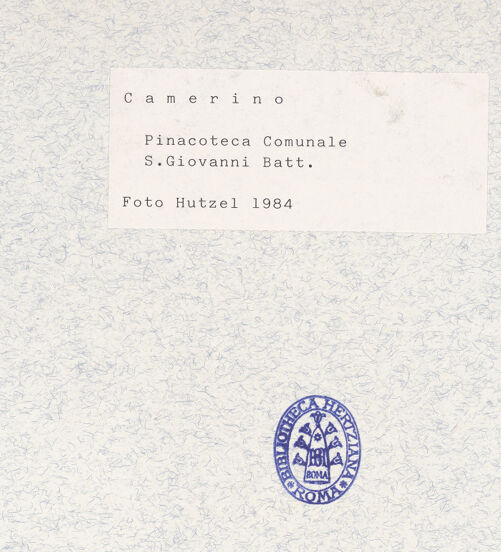 Camerino
Pinacoteca Comunale
S.Giovanni Batt.
Foto Hutzel 1984
BIBLIOTHECA HERTZIANA
ROMA
ROMA